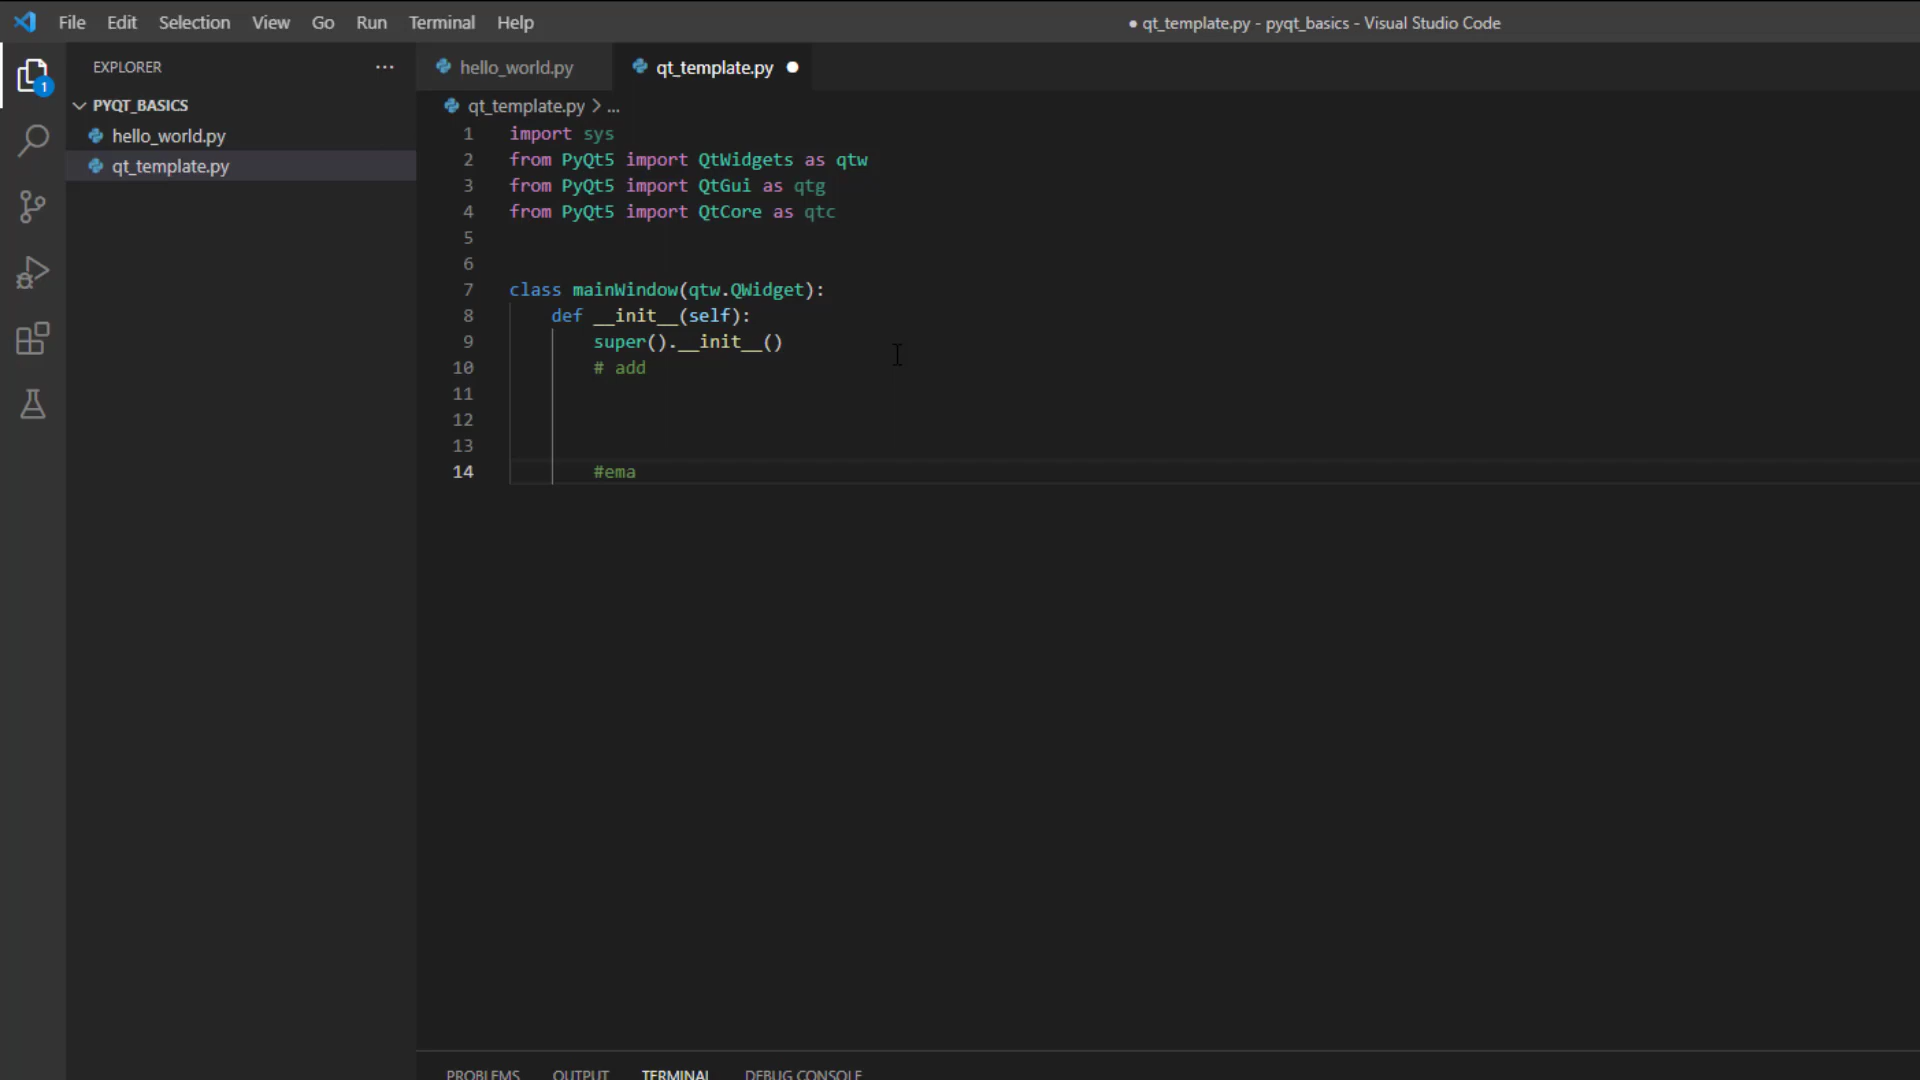 File Edit Selection View Go Run Terminal Help
● qt_template.py - pyqt_basics - Visual Studio Code
EXPLORER ...
1
PYQT_BASICS
hello_world.py
qt_template.py
hello_world.py qt_template.py ●
qt_template.py > ...
1 import sys
2 from PyQt5 import QtWidgets as qtw
3 from PyQt5 import QtGui as qtg
4 from PyQt5 import QtCore as qtc
5
6
7 class mainWindow(qtw.QWidget):
8 def __init__(self):
9 super().__init__()
10 # add
11
12
13
14 #ema
PROBLEMS OUTPUT TERMINAL DEBUG CONSOLE